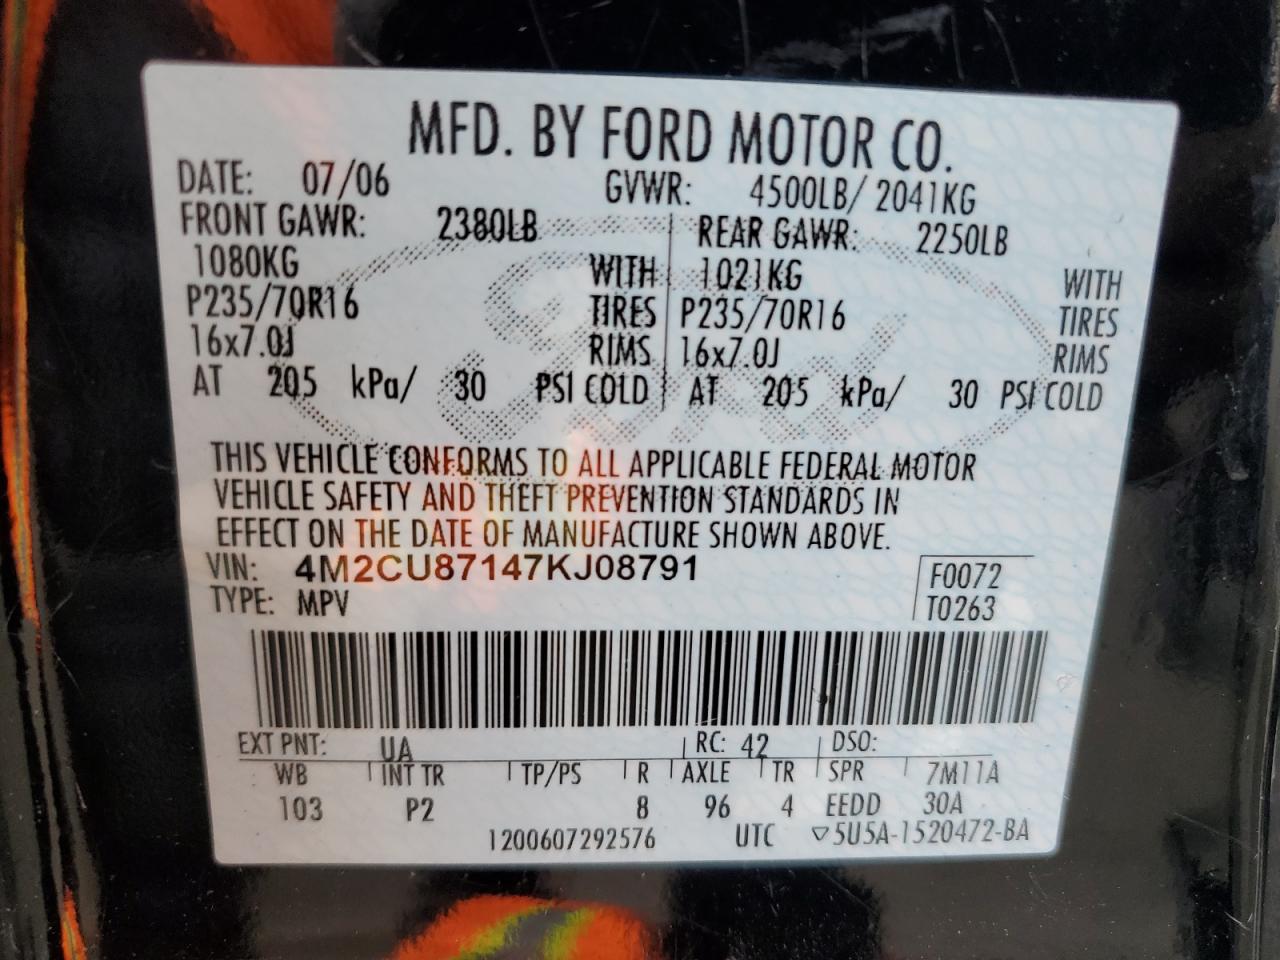 MFD. BY FORD MOTOR CO.
DATE: 07/06 GVWR: 4500LB/ 2041KG
FRONT GAWR: 2380LB REAR GAWR: 2250LB
1080KG WITH 1021KG WITH
P235/70R16 TIRES P235/70R16 TIRES
16x7.0J RIMS 16x7.0J RIMS
AT 205 kPa/ 30 PSI COLD AT 205 kPa/ 30 PSI COLD
Ford
THIS VEHICLE CONFORMS TO ALL APPLICABLE FEDERAL MOTOR
VEHICLE SAFETY AND THEFT PREVENTION STANDARDS IN
EFFECT ON THE DATE OF MANUFACTURE SHOWN ABOVE.
VIN: 4M2CU87147KJ08791 F0072
TYPE: MPV T0263
EXT PNT: UA RC: 42 DSO:
WB INT TR TP/PS R AXLE TR SPR 7M11A
103 P2 8 96 4 EEDD 30A
1200607292576 UTC ▽5U5A-1520472-BA